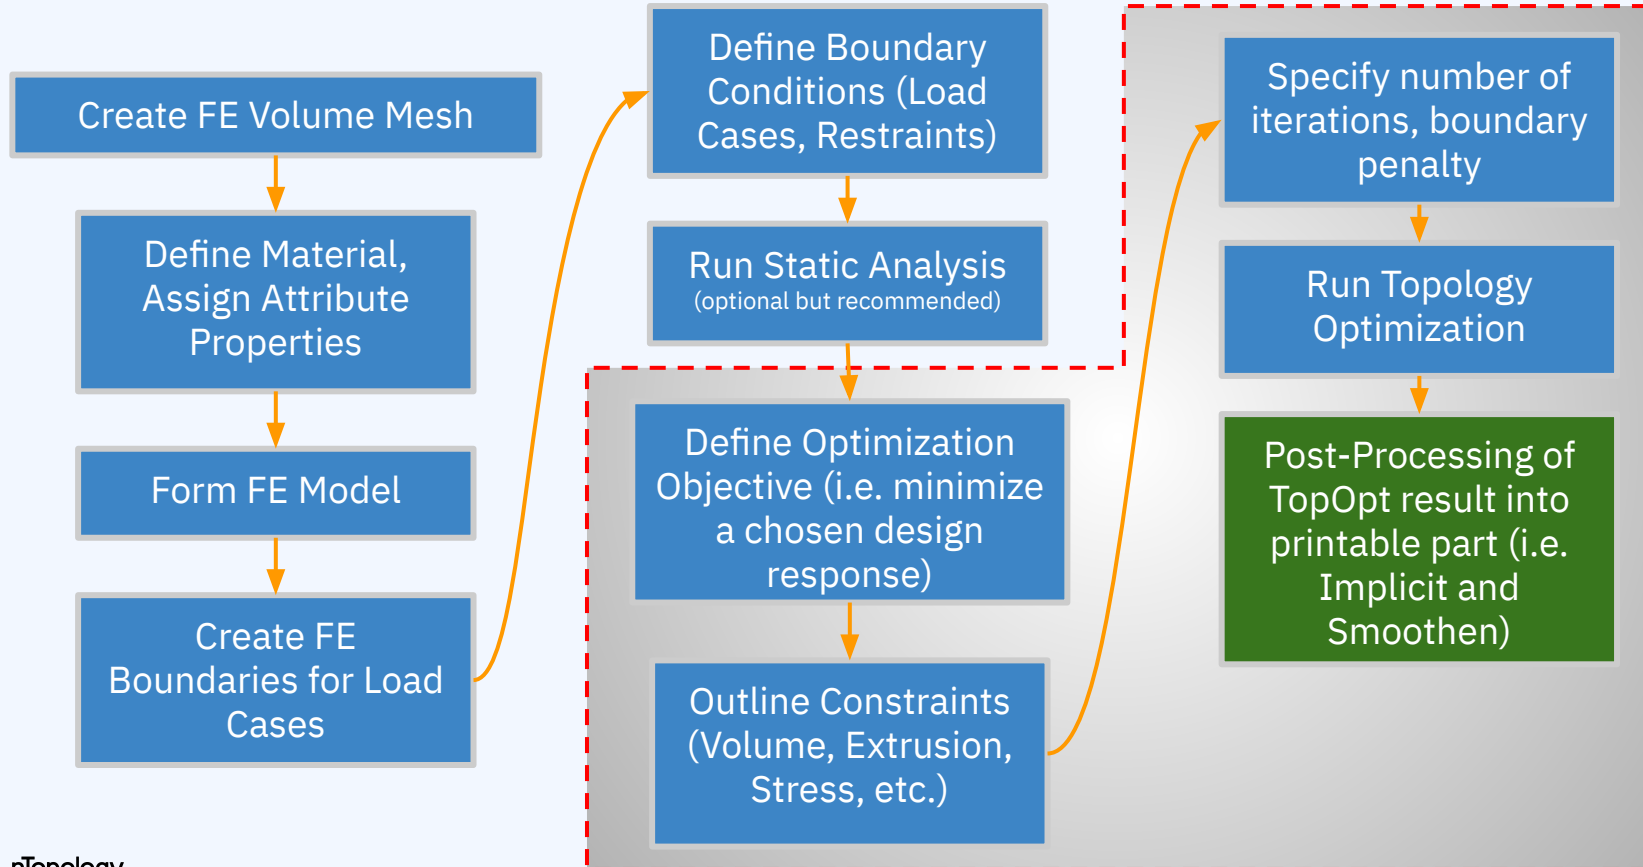 Create FE Volume Mesh
Define Material,
Assign Attribute
Properties
Form FE Model
Create FE
Boundaries for Load
Cases
Define Boundary
Conditions (Load
Cases, Restraints)
Run Static Analysis
(optional but recommended)
Define Optimization
Objective (i.e. minimize
a chosen design
response)
Outline Constraints
(Volume, Extrusion,
Stress, etc.)
Specify number of
iterations, boundary
penalty
Run Topology
Optimization
Post-Processing of
TopOpt result into
printable part (i.e.
Implicit and
Smoothen)
nTopology